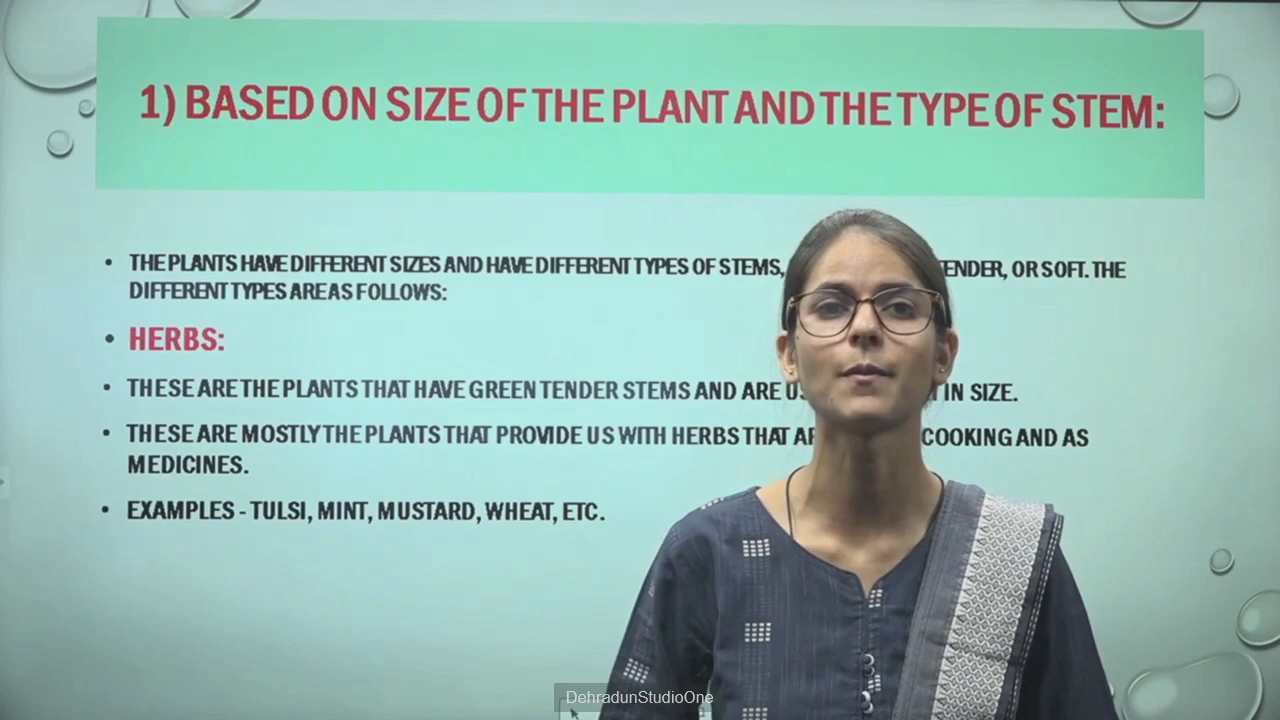 1) BASED ON SIZE OF THE PLANT AND THE TYPE OF STEM:
• THE PLANTS HAVE DIFFERENT SIZES AND HAVE DIFFERENT TYPES OF STEMS, ENDER, OR SOFT. THE
DIFFERENT TYPES ARE AS FOLLOWS:
• HERBS:
• THESE ARE THE PLANTS THAT HAVE GREEN TENDER STEMS AND ARE IN SIZE.
• THESE ARE MOSTLY THE PLANTS THAT PROVIDE US WITH HERBS THAT COOKING AND AS
MEDICINES.
• EXAMPLES - TULSI, MINT, MUSTARD, WHEAT, ETC.
DehradunStudioOne